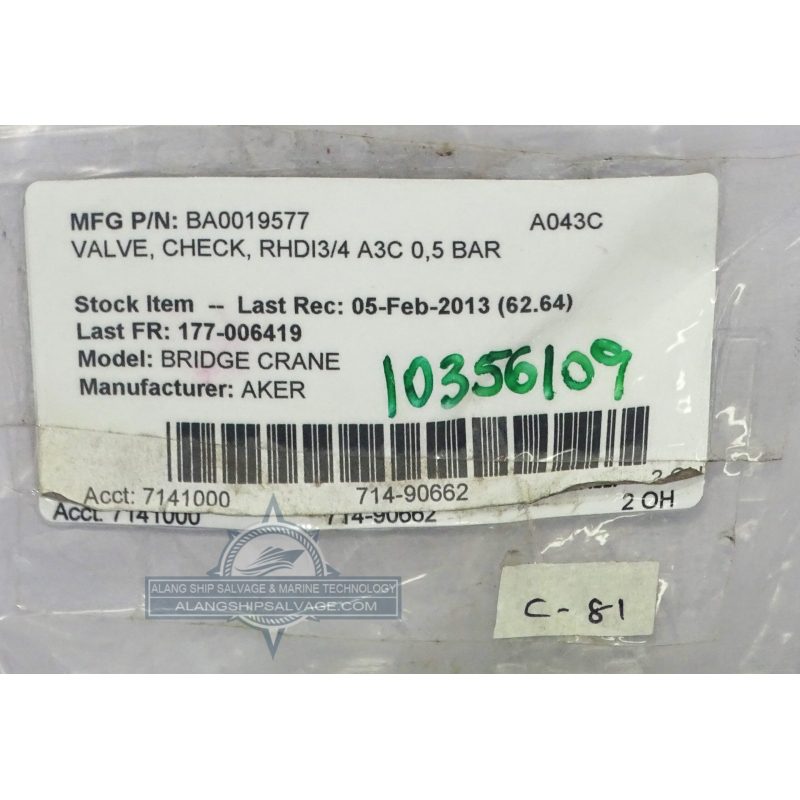 MFG P/N: BA0019577 A043C
VALVE, CHECK, RHDI3/4 A3C 0,5 BAR
Stock Item -- Last Rec: 05-Feb-2013 (62.64)
Last FR: 177-006419
Model: BRIDGE CRANE
Manufacturer: AKER
10356109
Acct: 7141000 714-90662
Acct: 7141000 714-90662 2 OH
ALANG SHIP SALVAGE & MARINE TECHNOLOGY
ALANGSHIPSALVAGE.COM
C-81